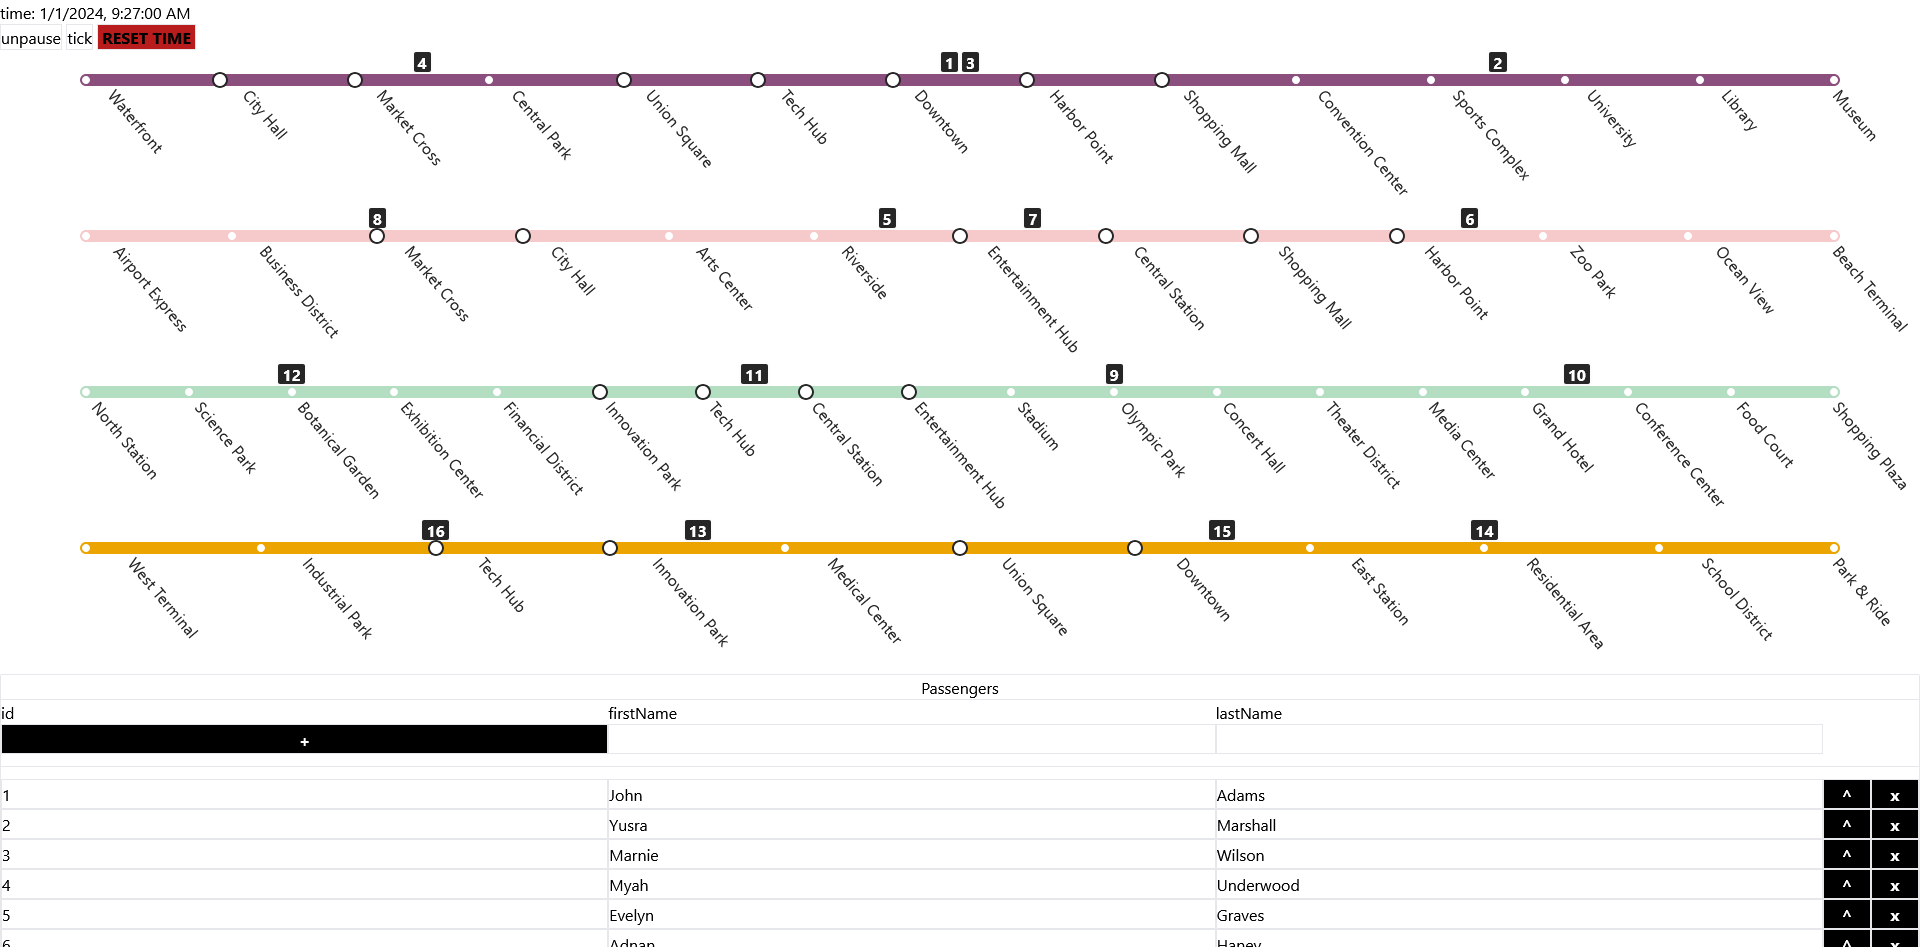 time: 1/1/2024, 9:27:00 AM
unpause tick RESET TIME
4 1 3 2
Waterfront City Hall Market Cross Central Park Union Square Tech Hub Downtown Harbor Point Shopping Mall Convention Center Sports Complex University Library Museum
8 5 7 6
Airport Express Business District Market Cross City Hall Arts Center Riverside Entertainment Hub Central Station Shopping Mall Harbor Point Zoo Park Ocean View Beach Terminal
12 11 9 10
North Station Science Park Botanical Garden Exhibition Center Financial District Innovation Park Tech Hub Central Station Entertainment Hub Stadium Olympic Park Concert Hall Theater District Media Center Grand Hotel Conference Center Food Court Shopping Plaza
16 13 15 14
West Terminal Industrial Park Tech Hub Innovation Park Medical Center Union Square Downtown East Station Residential Area School District Park & Ride
Passengers
id firstName lastName
+
1 John Adams ^ x
2 Yusra Marshall ^ x
3 Marnie Wilson ^ x
4 Myah Underwood ^ x
5 Evelyn Graves ^ x
6 Adnan Haney ^ x